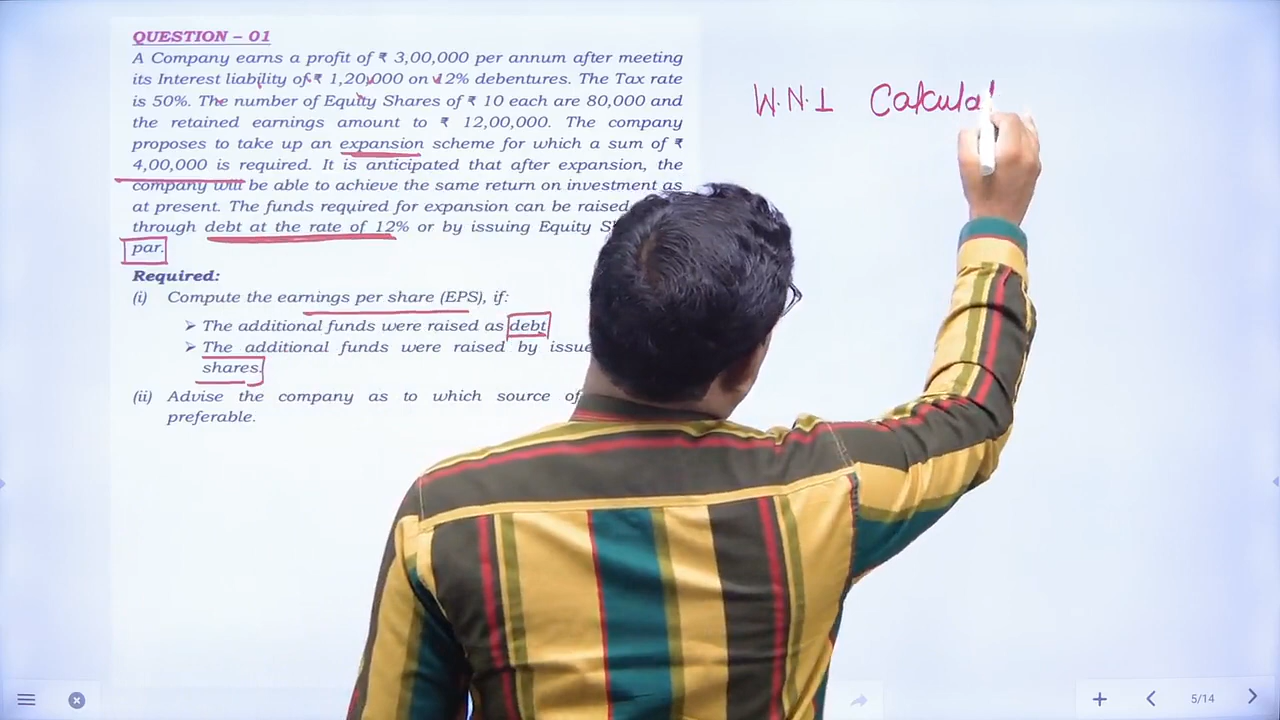 QUESTION – 01
A Company earns a profit of ₹ 3,00,000 per annum after meeting
its Interest liability of ₹ 1,20,000 on 12% debentures. The Tax rate
is 50%. The number of Equity Shares of ₹ 10 each are 80,000 and
the retained earnings amount to ₹ 12,00,000. The company
proposes to take up an expansion scheme for which a sum of ₹
4,00,000 is required. It is anticipated that after expansion, the
company will be able to achieve the same return on investment as
at present. The funds required for expansion can be raised
through debt at the rate of 12% or by issuing Equity
par.
Required:
(i) Compute the earnings per share (EPS), if:
➢ The additional funds were raised as debt
➢ The additional funds were raised by issue
shares.
(ii) Advise the company as to which source of
preferable.
W.N.1 Calcula
5/14